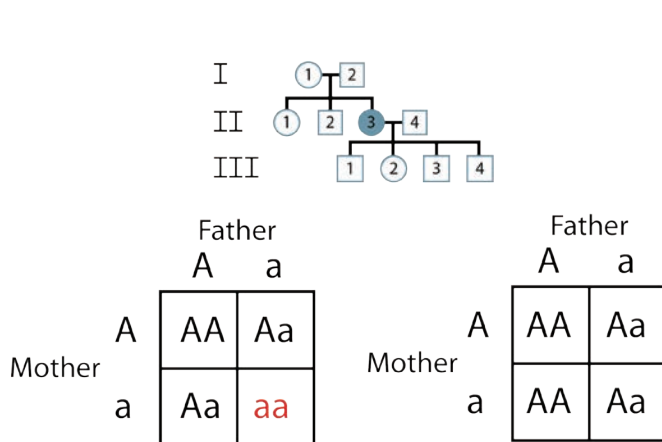 I 1 2
II 1 2 3 4
III 1 2 3 4
Father
A a
A AA Aa
Mother
a Aa aa
Father
A a
A AA Aa
Mother
a AA Aa